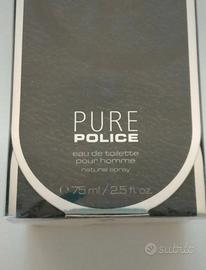 PURE
POLICE
eau de toilette
pour homme
natural spray
℮ 75 ml / 2.5 fl. oz.
subito